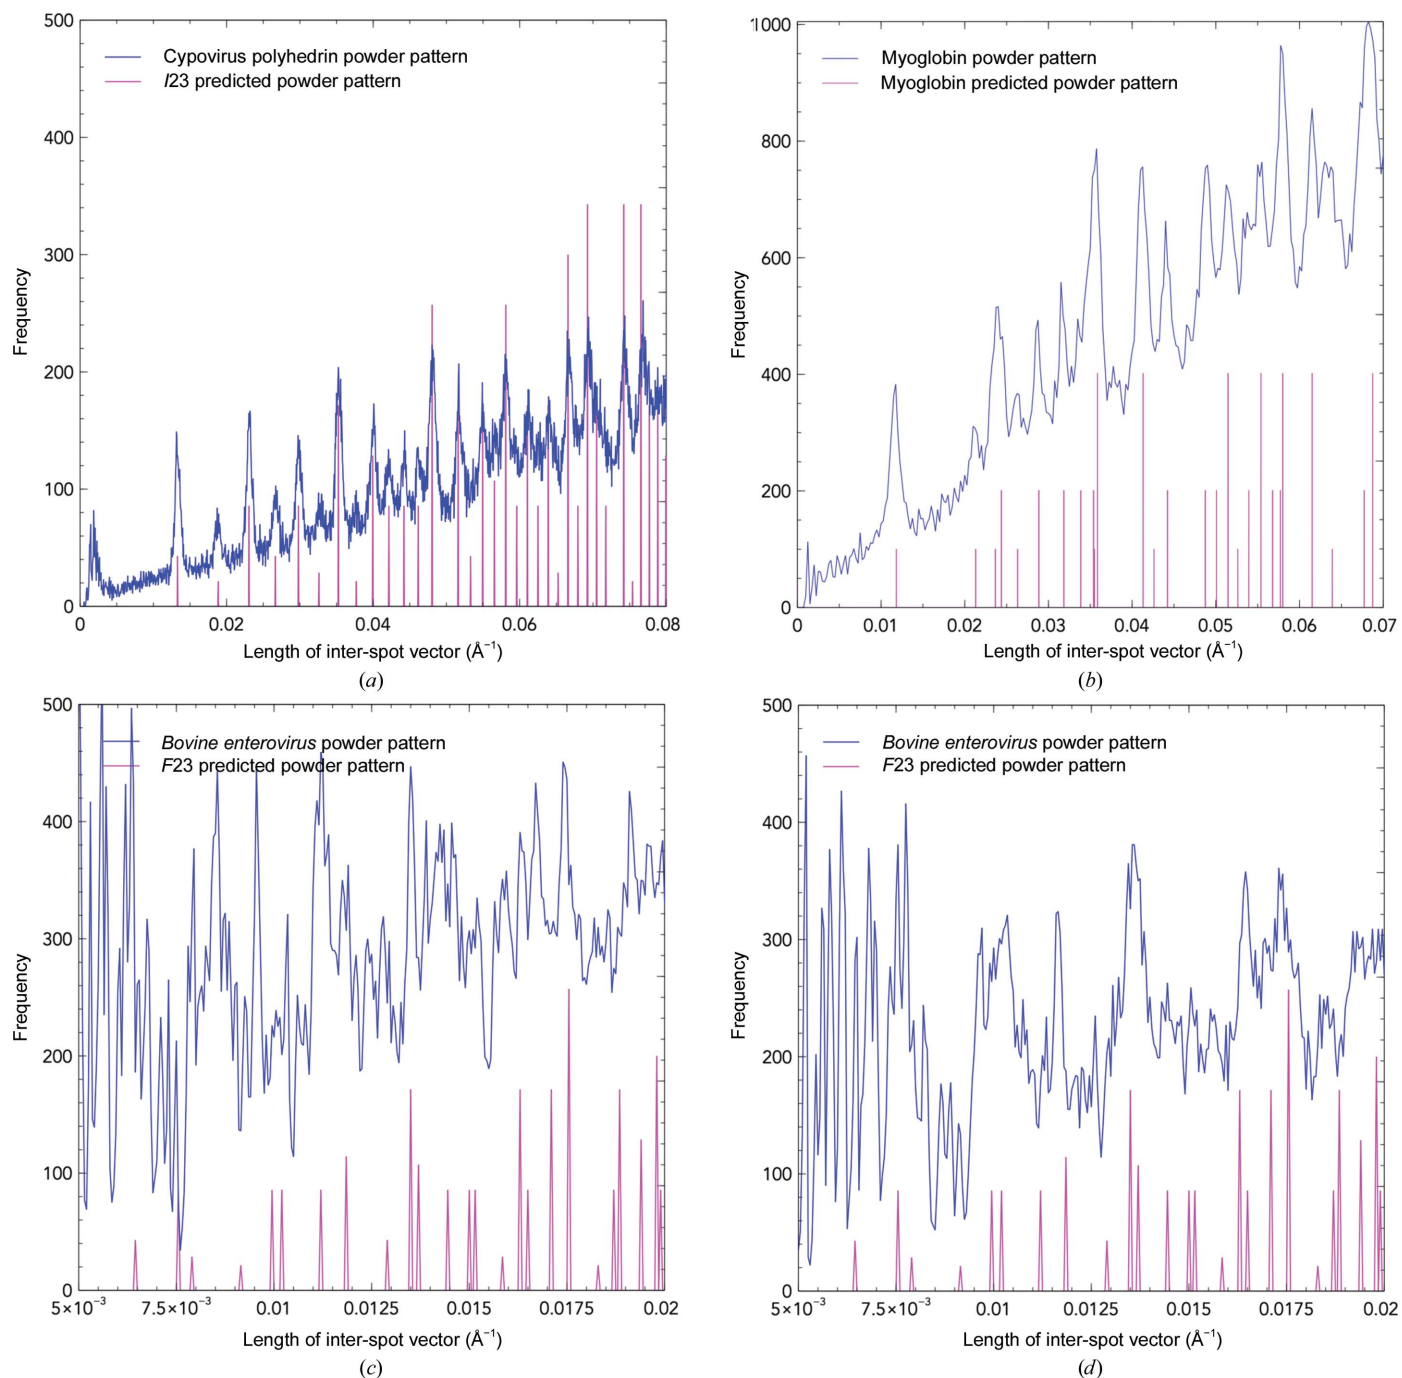 500
400
300
200
100
0
Frequency
Cypovirus polyhedrin powder pattern
I23 predicted powder pattern
0 0.02 0.04 0.06 0.08
Length of inter-spot vector (Å⁻¹)
(a)
1000
800
600
400
200
0
Frequency
Myoglobin powder pattern
Myoglobin predicted powder pattern
0 0.01 0.02 0.03 0.04 0.05 0.06 0.07
Length of inter-spot vector (Å⁻¹)
(b)
500
400
300
200
100
0
Frequency
Bovine enterovirus powder pattern
F23 predicted powder pattern
5×10⁻³ 7.5×10⁻³ 0.01 0.0125 0.015 0.0175 0.02
Length of inter-spot vector (Å⁻¹)
(c)
500
400
300
200
100
0
Frequency
Bovine enterovirus powder pattern
F23 predicted powder pattern
5×10⁻³ 7.5×10⁻³ 0.01 0.0125 0.015 0.0175 0.02
Length of inter-spot vector (Å⁻¹)
(d)